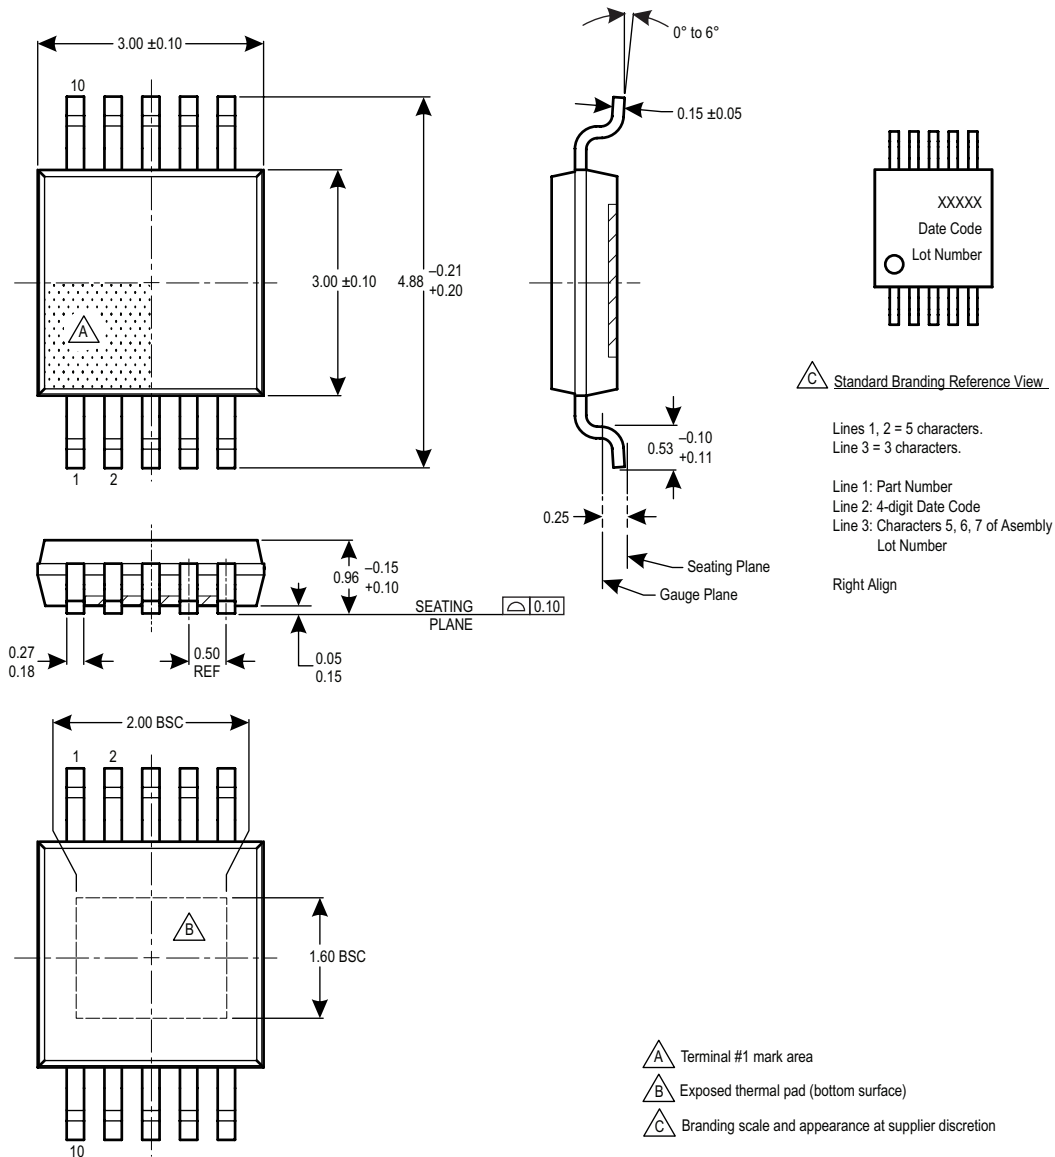 3.00 ±0.10
10
3.00 ±0.10
4.88 –0.21
+0.20
A
1 2
0° to 6°
0.15 ±0.05
0.53 –0.10
+0.11
0.25
Seating Plane
Gauge Plane
XXXXX
Date Code
Lot Number
C Standard Branding Reference View
Lines 1, 2 = 5 characters.
Line 3 = 3 characters.
Line 1: Part Number
Line 2: 4-digit Date Code
Line 3: Characters 5, 6, 7 of Asembly
Lot Number
Right Align
0.96 –0.15
+0.10
SEATING
PLANE
0.10
0.27
0.18
0.50
REF
0.05
0.15
2.00 BSC
1 2
B
1.60 BSC
10
A Terminal #1 mark area
B Exposed thermal pad (bottom surface)
C Branding scale and appearance at supplier discretion